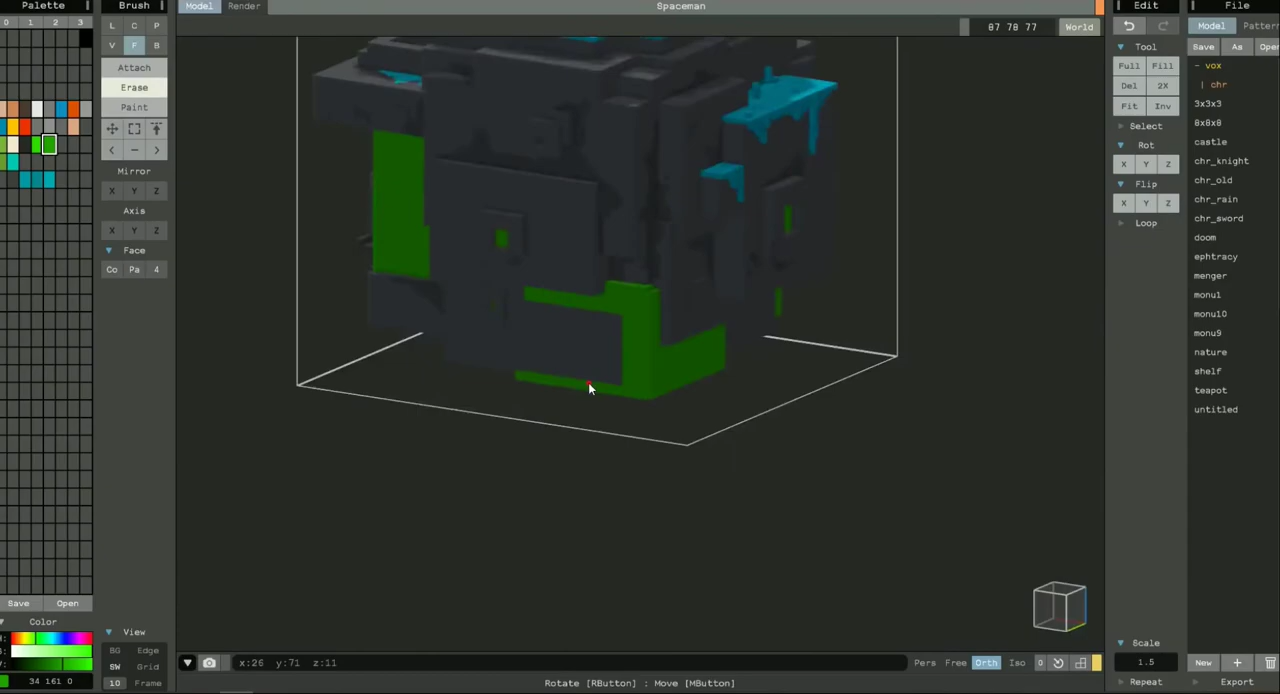 Palette
Brush
Model Render
Spaceman
Edit
File
0 1 2 3
L C P
V F B
Attach
Erase
Paint
< − >
Mirror
X Y Z
Axis
X Y Z
Face
Co Pa 4
87 78 77
World
Tool
Full Fill
Del 2X
Fit Inv
Select
Rot
X Y Z
Flip
X Y Z
Loop
Model Pattern
Save As Open
− vox
| chr
3x3x3
8x8x8
castle
chr_knight
chr_old
chr_rain
chr_sword
doom
ephtracy
menger
monu1
monu10
monu9
nature
shelf
teapot
untitled
Save Open
Color
H:
S:
V:
34 161 0
View
BG Edge
SW Grid
10 Frame
x:26 y:71 z:11
Pers Free Orth Iso 0
Rotate [RButton] : Move [MButton]
Scale
1.5
Repeat
New +
Export